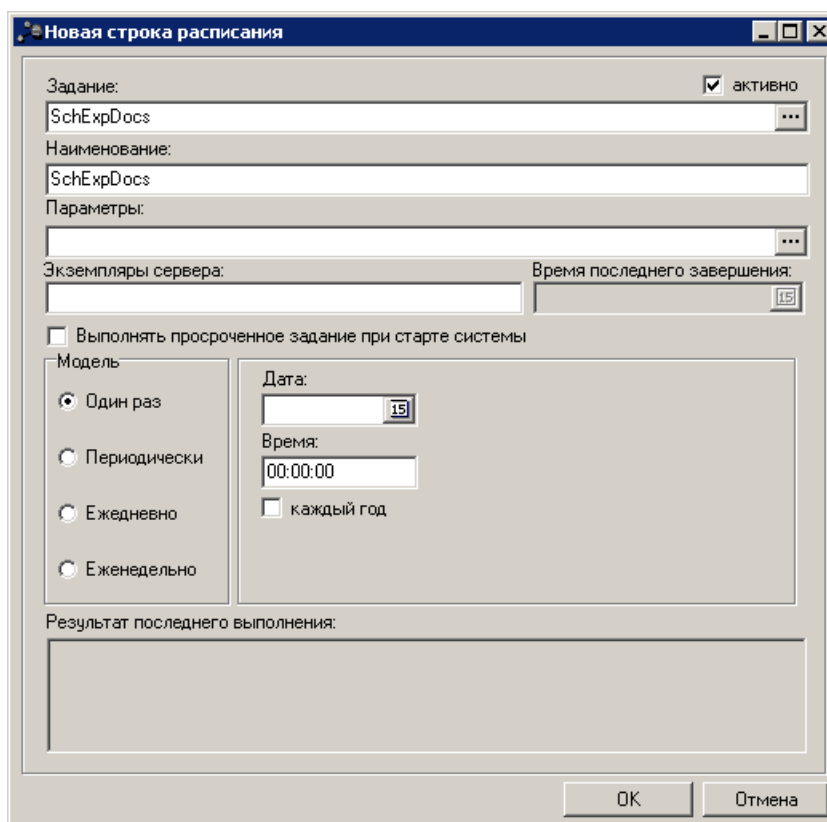 Новая строка расписания
Задание:
активно
SchExpDocs
...
Наименование:
SchExpDocs
Параметры:
...
Экземпляры сервера:
Время последнего завершения:
15
Выполнять просроченное задание при старте системы
Модель
Один раз
Периодически
Ежедневно
Еженедельно
Дата:
15
Время:
00:00:00
каждый год
Результат последнего выполнения:
OK
Отмена